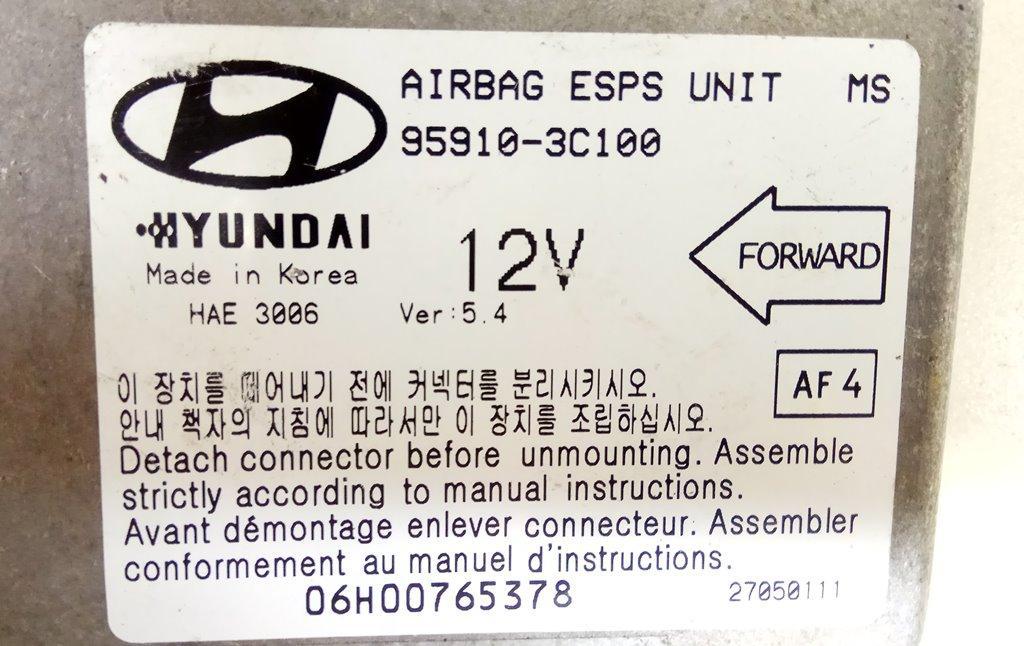 AIRBAG ESPS UNIT MS
95910-3C100
HYUNDAI
Made in Korea
12V
FORWARD
HAE 3006 Ver:5.4
AF4
이 장치를 떼어내기 전에 커넥터를 분리시키시오.
안내 책자의 지침에 따라서만 이 장치를 조립하십시오.
Detach connector before unmounting. Assemble
strictly according to manual instructions.
Avant démontage enlever connecteur. Assembler
conformement au manuel d'instructions.
06H00765378 27050111